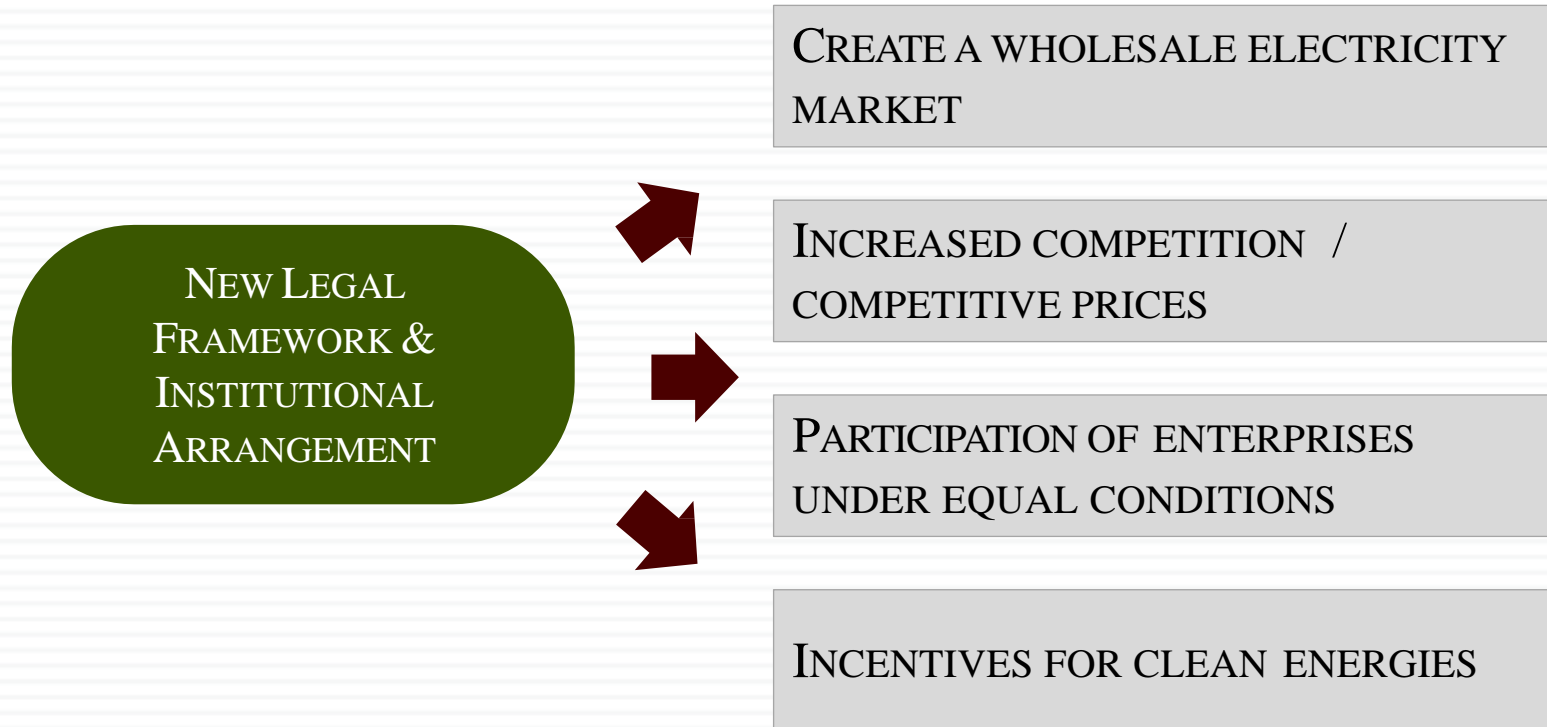 NEW LEGAL
FRAMEWORK &
INSTITUTIONAL
ARRANGEMENT
CREATE A WHOLESALE ELECTRICITY
MARKET
INCREASED COMPETITION /
COMPETITIVE PRICES
PARTICIPATION OF ENTERPRISES
UNDER EQUAL CONDITIONS
INCENTIVES FOR CLEAN ENERGIES